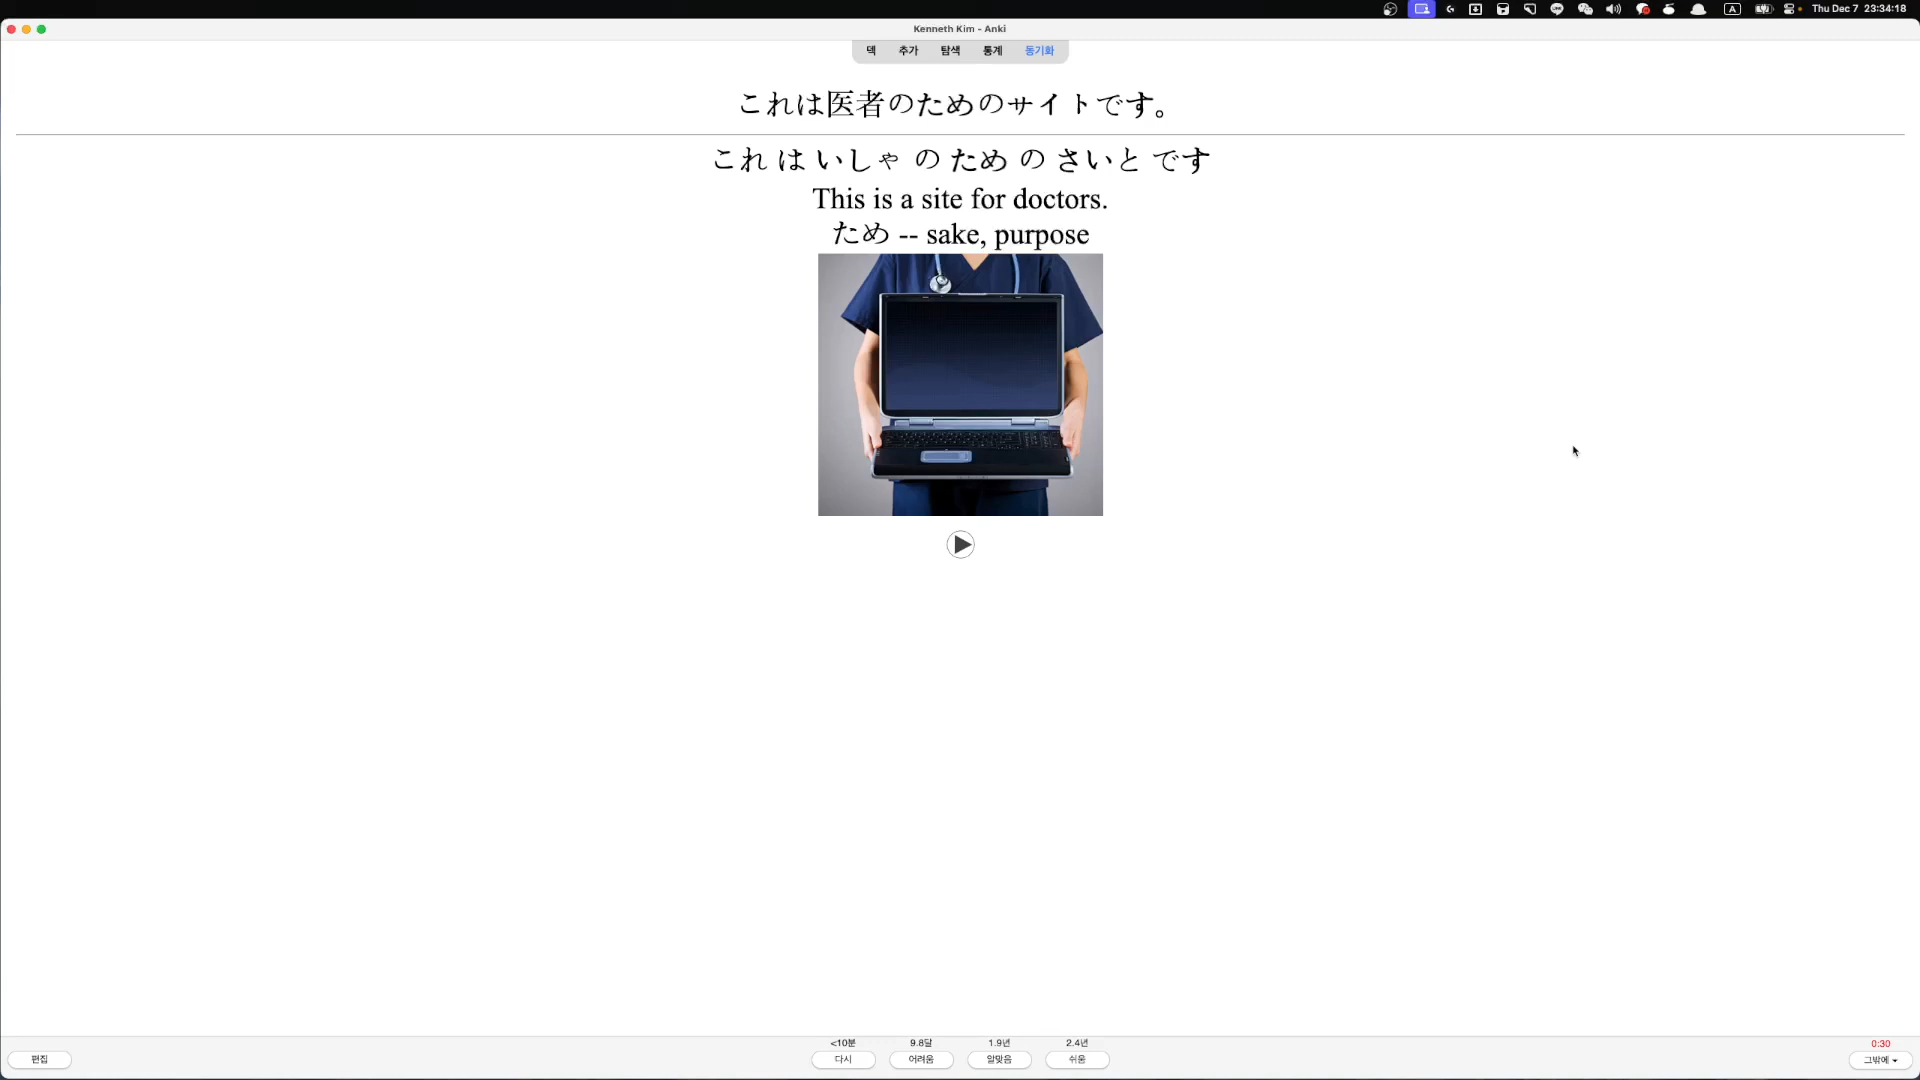 Thu Dec 7 23:34:18
Kenneth Kim - Anki
덱 추가 탐색 통계 동기화
これは医者のためのサイトです。
これ は いしゃ の ため の さいと です
This is a site for doctors.
ため -- sake, purpose
<10분 9.8달 1.9년 2.4년 0:30
편집 다시 어려움 알맞음 쉬움 그밖에